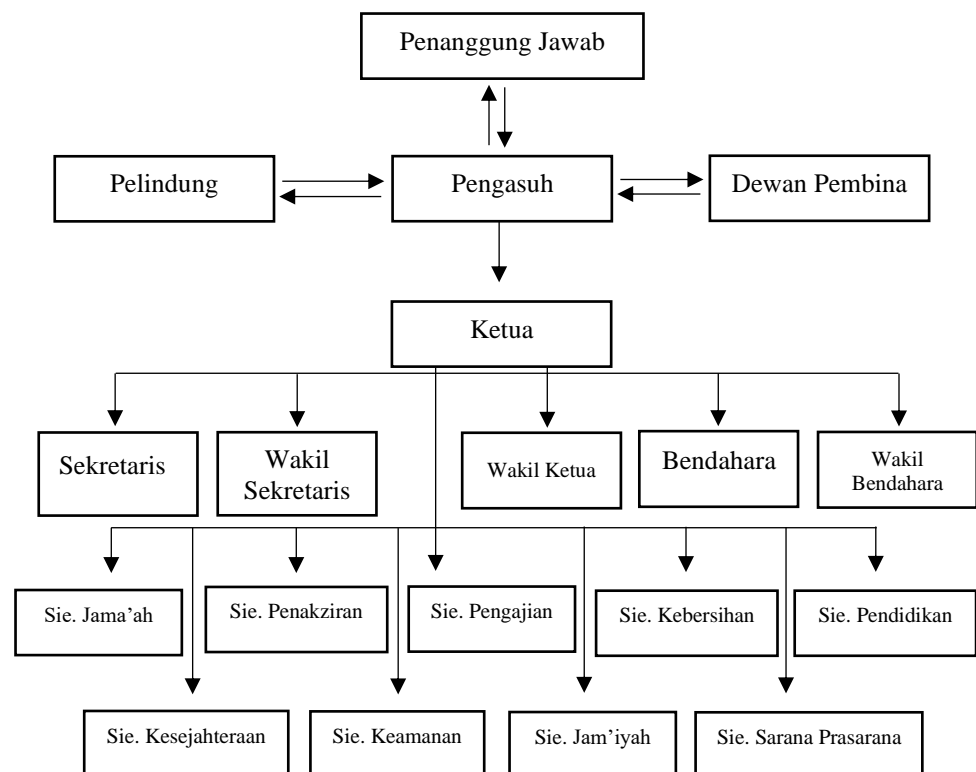 Penanggung Jawab
Pelindung
Pengasuh
Dewan Pembina
Ketua
Sekretaris
Wakil
Sekretaris
Wakil Ketua
Bendahara
Wakil
Bendahara
Sie. Jama’ah
Sie. Penakziran
Sie. Pengajian
Sie. Kebersihan
Sie. Pendidikan
Sie. Kesejahteraan
Sie. Keamanan
Sie. Jam’iyah
Sie. Sarana Prasarana